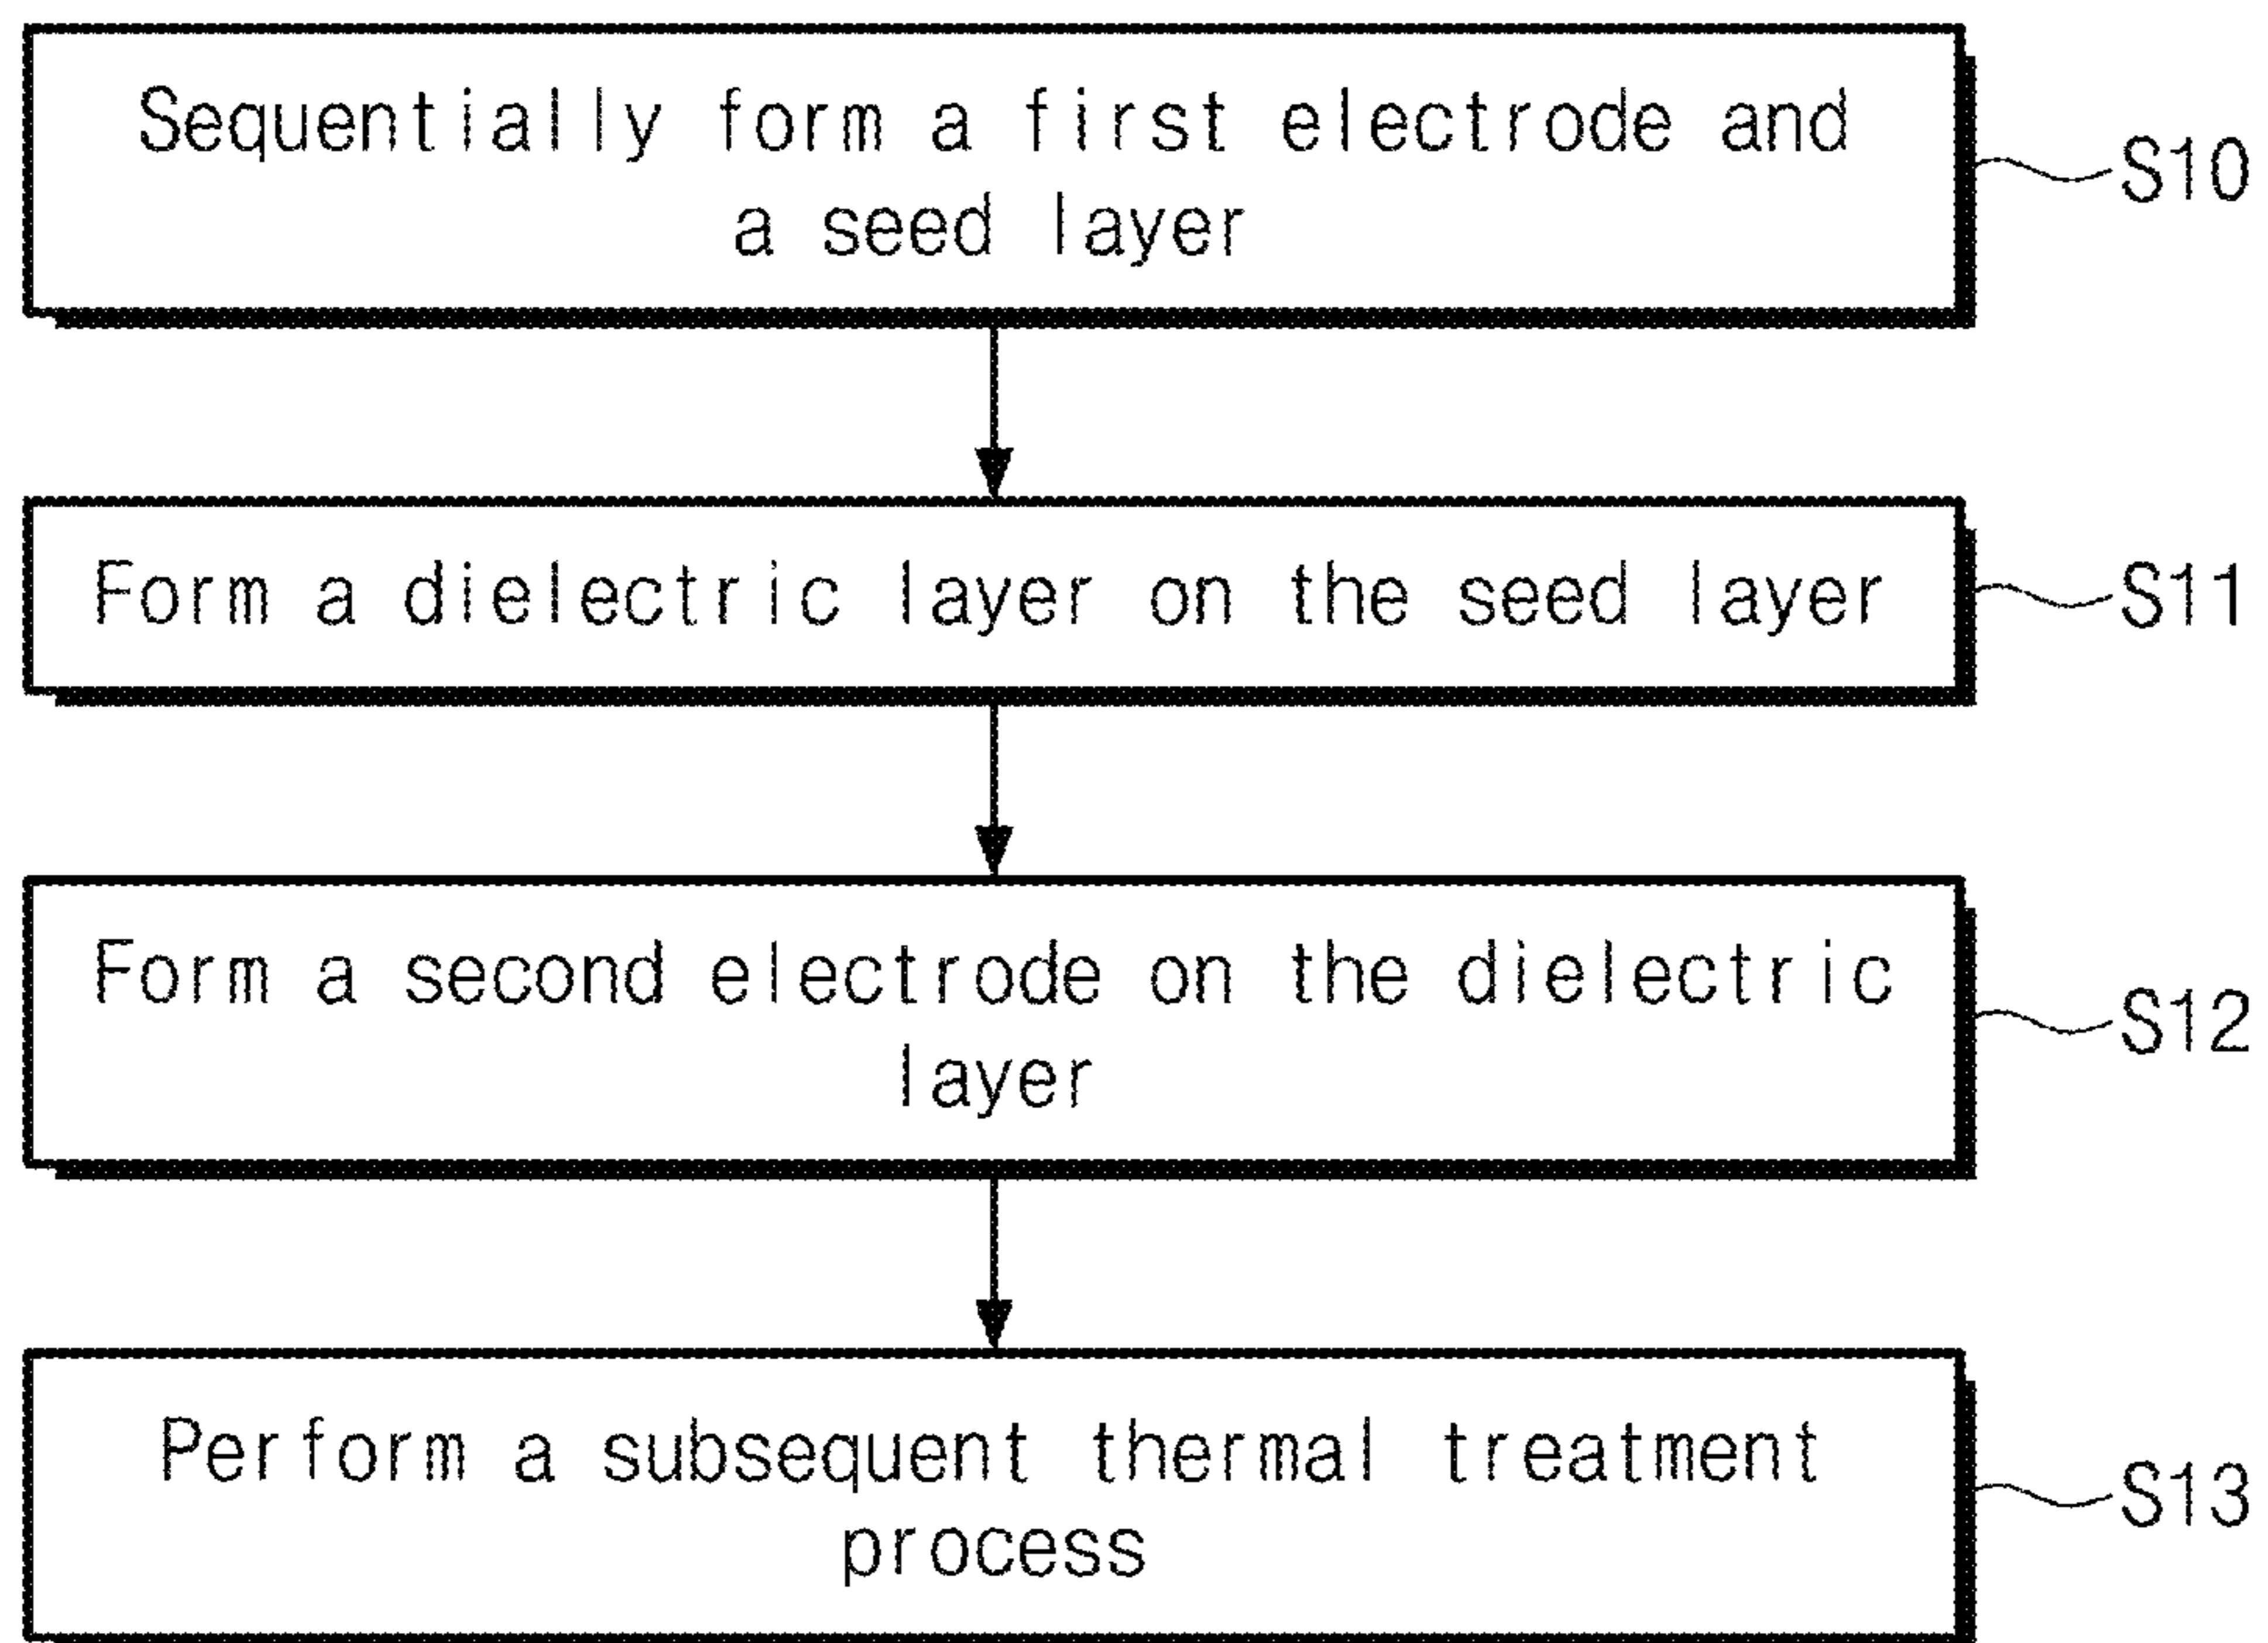 Sequentially form a first electrode and
a seed layer
S10
Form a dielectric layer on the seed layer
S11
Form a second electrode on the dielectric
layer
S12
Perform a subsequent thermal treatment
process
S13